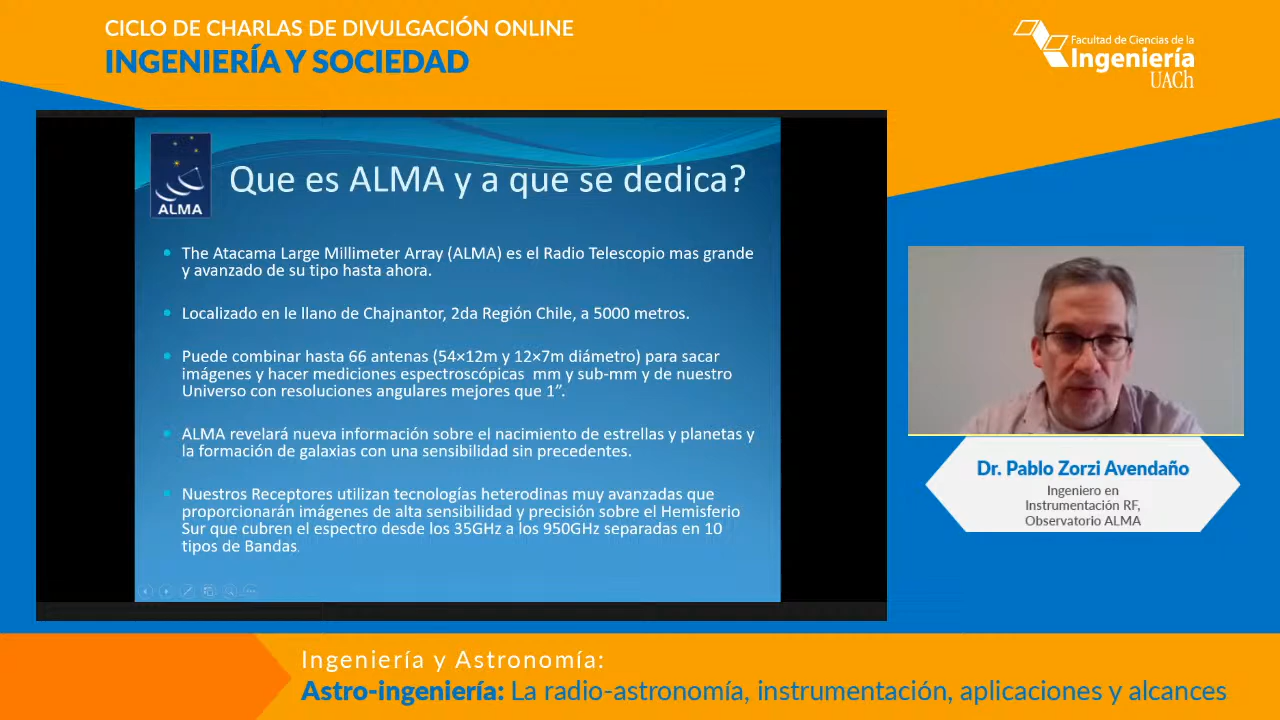 CICLO DE CHARLAS DE DIVULGACIÓN ONLINE
INGENIERÍA Y SOCIEDAD
Facultad de Ciencias de la
Ingeniería
UACh
ALMA
Que es ALMA y a que se dedica?
The Atacama Large Millimeter Array (ALMA) es el Radio Telescopio mas grande
y avanzado de su tipo hasta ahora.
Localizado en le llano de Chajnantor, 2da Región Chile, a 5000 metros.
Puede combinar hasta 66 antenas (54×12m y 12×7m diámetro) para sacar
imágenes y hacer mediciones espectroscópicas  mm y sub-mm y de nuestro
Universo con resoluciones angulares mejores que 1”.
ALMA revelará nueva información sobre el nacimiento de estrellas y planetas y
la formación de galaxias con una sensibilidad sin precedentes.
Nuestros Receptores utilizan tecnologías heterodinas muy avanzadas que
proporcionarán imágenes de alta sensibilidad y precisión sobre el Hemisferio
Sur que cubren el espectro desde los 35GHz a los 950GHz separadas en 10
tipos de Bandas.
Dr. Pablo Zorzi Avendaño
Ingeniero en
Instrumentación RF,
Observatorio ALMA
Ingeniería y Astronomía:
Astro-ingeniería: La radio-astronomía, instrumentación, aplicaciones y alcances